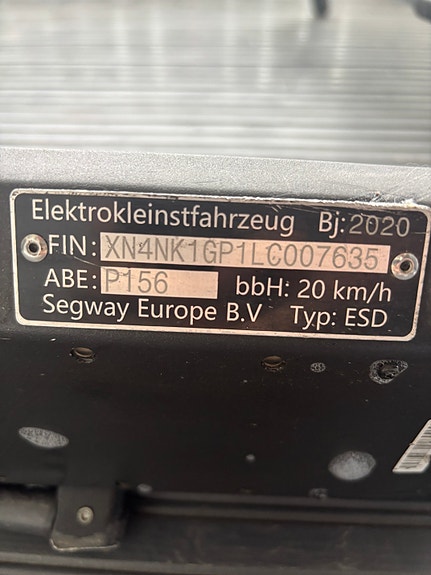 Elektrokleinstfahrzeug Bj: 2020
FIN: XN4NK1GP1LC007635
ABE: P156 bbH: 20 km/h
Segway Europe B.V Typ: ESD